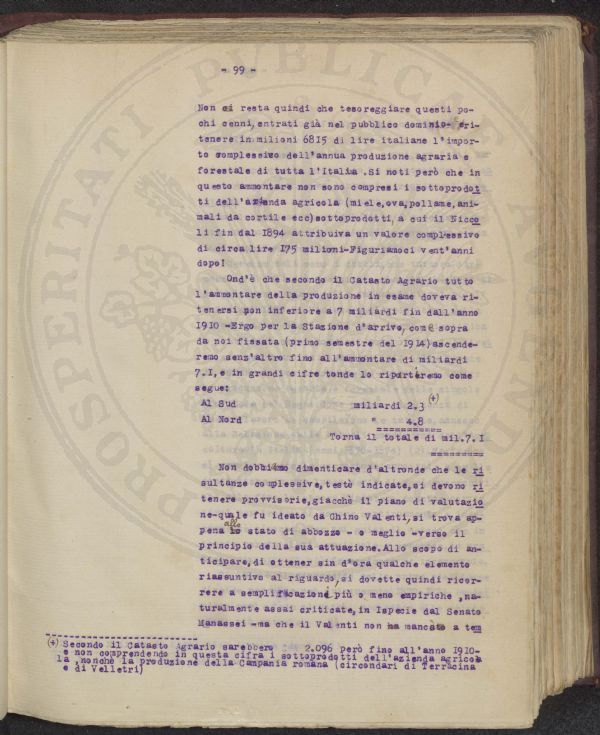 - 99 -
Non ci resta quindi che tesoreggiare questi po-
chi cenni, entrati già nel pubblico dominio- e ri-
tenere in milioni 6815 di lire italiane l'impor-
to complessivo dell'annua produzione agraria e
forestale di tutta l'Italia .Si noti però che in
questo ammontare non sono compresi i sottoprodot
ti dell'azienda agricola (miele, ova, pollame, ani-
mali da cortile ecc) sottoprodotti, a cui il Nicco
li fin dal 1894 attribuiva un valore complessivo
di circa lire 175 milioni-Figuriamoci vent'anni
dopo!
Ond'è che secondo il Catasto Agrario tutto
l'ammontare della produzione in esame doveva ri-
tenersi non inferiore a 7 miliardi fin dall'anno
1910 -Ergo per la Stazione d'arrivo, com'è sopra
da noi fissata (primo semestre del 1914) ascende-
remo senz'altro fino all'ammontare di miliardi
7.1, e in grandi cifre tonde lo ripartiremo come
segue:
Al Sud miliardi 2.3 (+)
Al Nord " 4.8
===========
Torna il totale di mil. 7.1
=========
Non dobbiamo dimenticare d'altronde che le ri
sultanze complessive, testè indicate, si devono ri
tenere provvisorie, giacchè il piano di valutazio
ne-quale fu ideato da Ghino Valenti, si trova ap-
pena allo stato di abbozzo - o meglio -verso il
principio della sua attuazione. Allo scopo di an-
ticipare, di ottener sin d'ora qualche elemento
riassuntivo al riguardo, si dovette quindi ricor-
rere a semplificazioni, più o meno empiriche , na-
turalmente assai criticate, in ispecie dal Senato
Manassei -ma che il Valenti non ha mancato a tem
(+) Secondo il Catasto Agrario sarebbero 2.096 però fino all'anno 1910-
e non comprendendo in questa cifra i sottoprodotti dell'azienda agrico
la , nonchè la produzione della Campania romana (circondari di Terracina
e di Velletri)